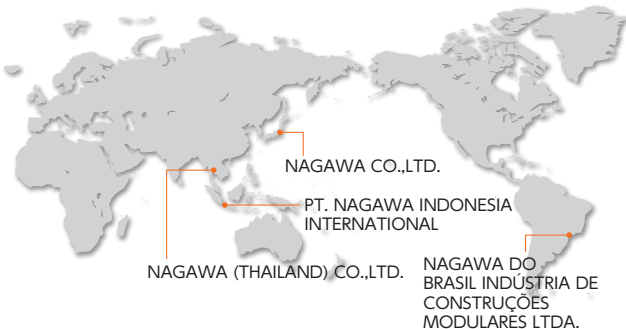 NAGAWA CO.,LTD.
PT. NAGAWA INDONESIA
INTERNATIONAL
NAGAWA (THAILAND) CO.,LTD.
NAGAWA DO
BRASIL INDÚSTRIA DE
CONSTRUÇÕES
MODULARES LTDA.